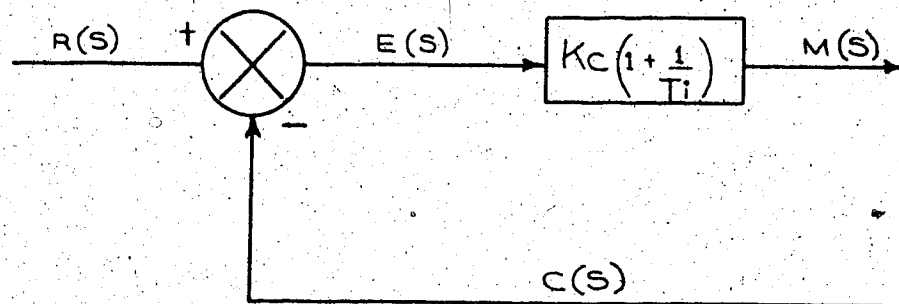 R(S)
+
E(S)
Kc(1 + 1/Ti)
M(S)
−
C(S)